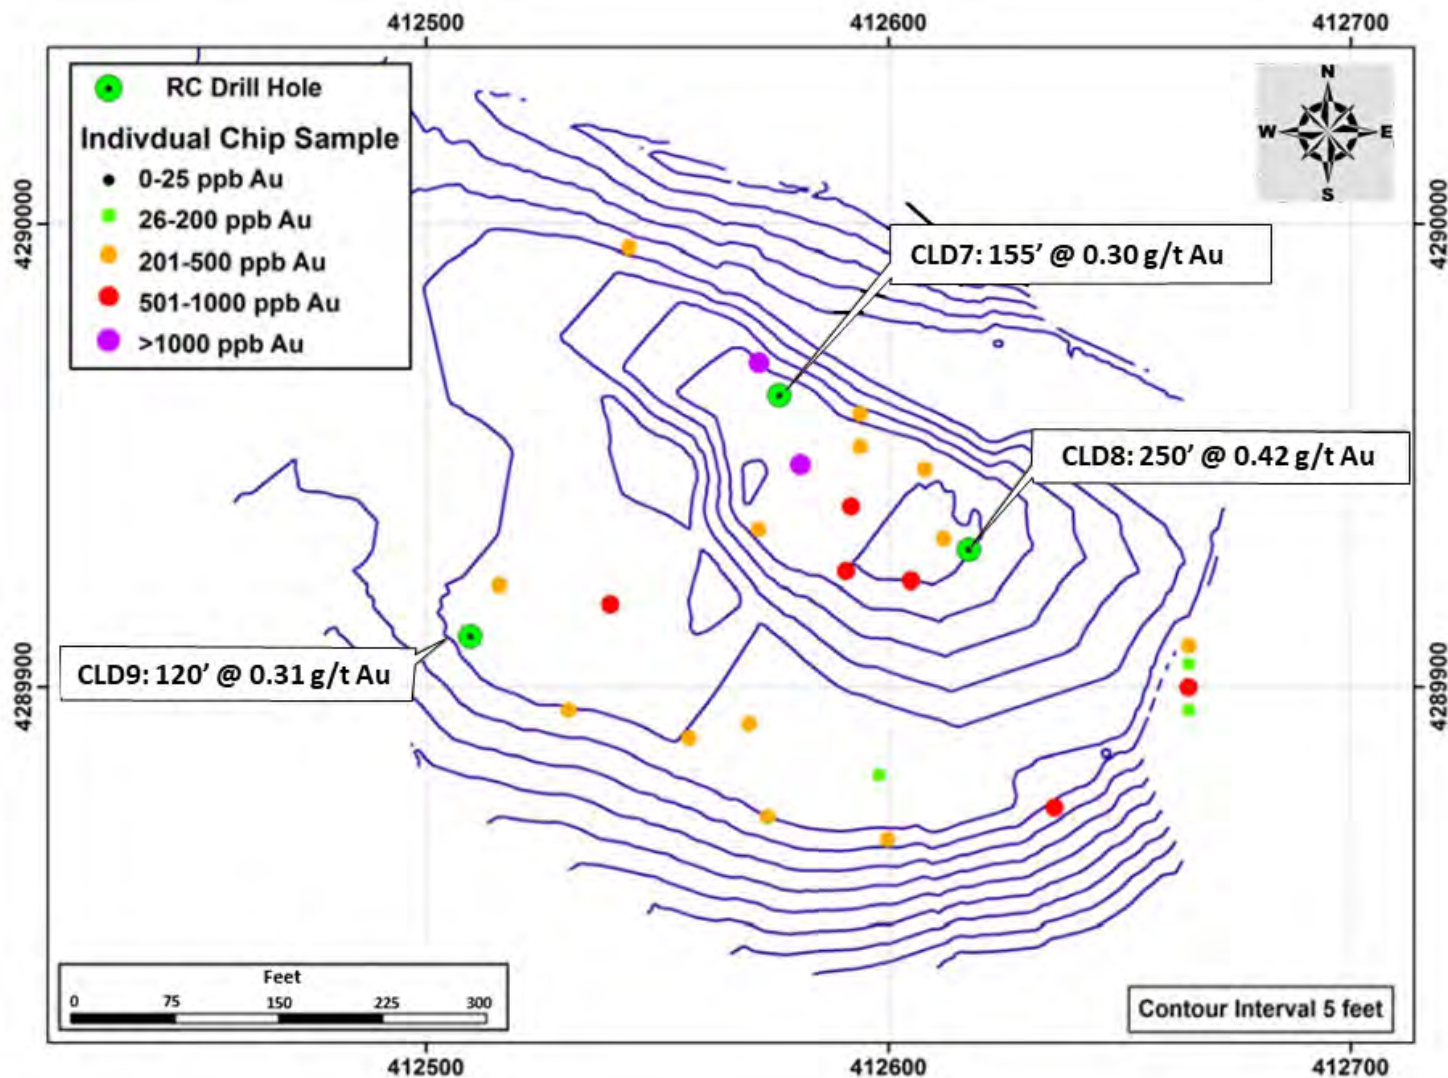 412500 412600 412700
RC Drill Hole
Indivdual Chip Sample
0-25 ppb Au
26-200 ppb Au
201-500 ppb Au
501-1000 ppb Au
>1000 ppb Au
N
W E
S
4290000 4290000
CLD7: 155’ @ 0.30 g/t Au
CLD8: 250’ @ 0.42 g/t Au
CLD9: 120’ @ 0.31 g/t Au
4289900 4289900
Feet
0 75 150 225 300
Contour Interval 5 feet
412500 412600 412700